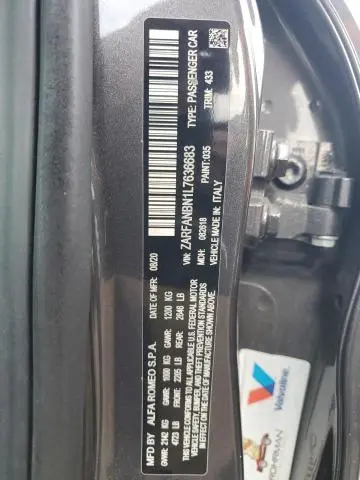 MFD BY ALFA ROMEO S.P.A.
DATE OF MFR: 08/20
GVWR: 2142 KG GAWR: 1000 KG GAWR: 1200 KG
4723 LB FRONT: 2205 LB REAR: 2646 LB
THIS VEHICLE CONFORMS TO ALL APPLICABLE U.S. FEDERAL MOTOR
VEHICLE SAFETY, BUMPER, AND THEFT PREVENTION STANDARDS
IN EFFECT ON THE DATE OF MANUFACTURE SHOWN ABOVE.
VIN: ZARFANBN1L7636683
TYPE: PASSENGER CAR
MDH: 082618
PAINT: 035
TRIM: 433
VEHICLE MADE IN:
ITALY
Valvoline